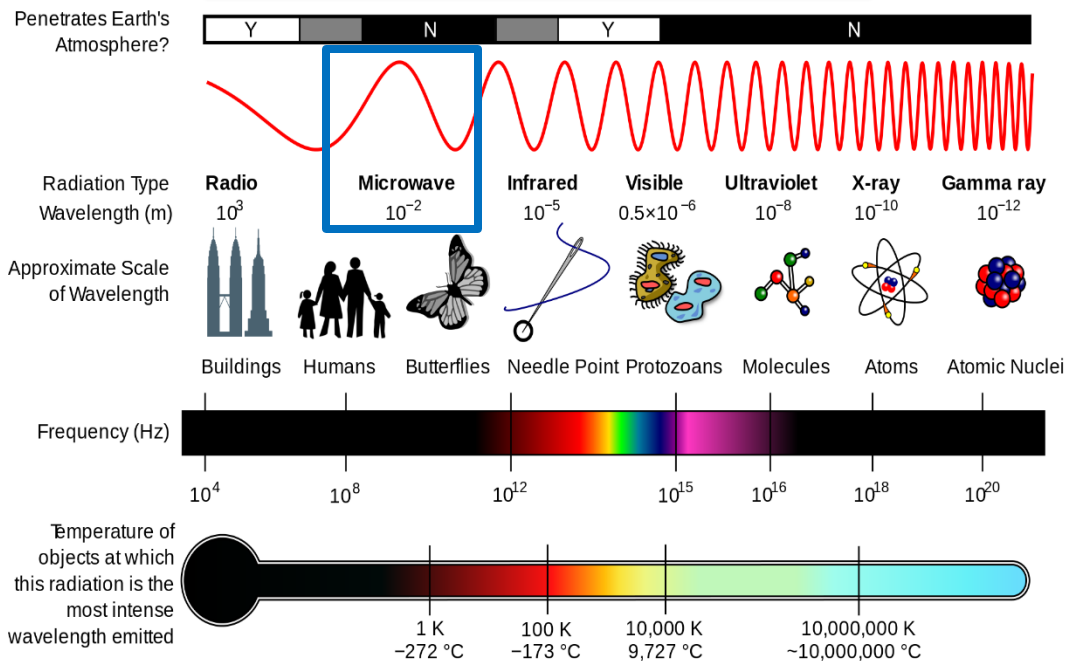 Penetrates Earth's
Atmosphere?
Y N Y N
Radiation Type
Radio Microwave Infrared Visible Ultraviolet X-ray Gamma ray
Wavelength (m)
10³ 10⁻² 10⁻⁵ 0.5×10⁻⁶ 10⁻⁸ 10⁻¹⁰ 10⁻¹²
Approximate Scale
of Wavelength
Buildings Humans Butterflies Needle Point Protozoans Molecules Atoms Atomic Nuclei
Frequency (Hz)
10⁴ 10⁸ 10¹² 10¹⁵ 10¹⁶ 10¹⁸ 10²⁰
Temperature of
objects at which
this radiation is the
most intense
wavelength emitted
1 K 100 K 10,000 K 10,000,000 K
−272 °C −173 °C 9,727 °C ~10,000,000 °C